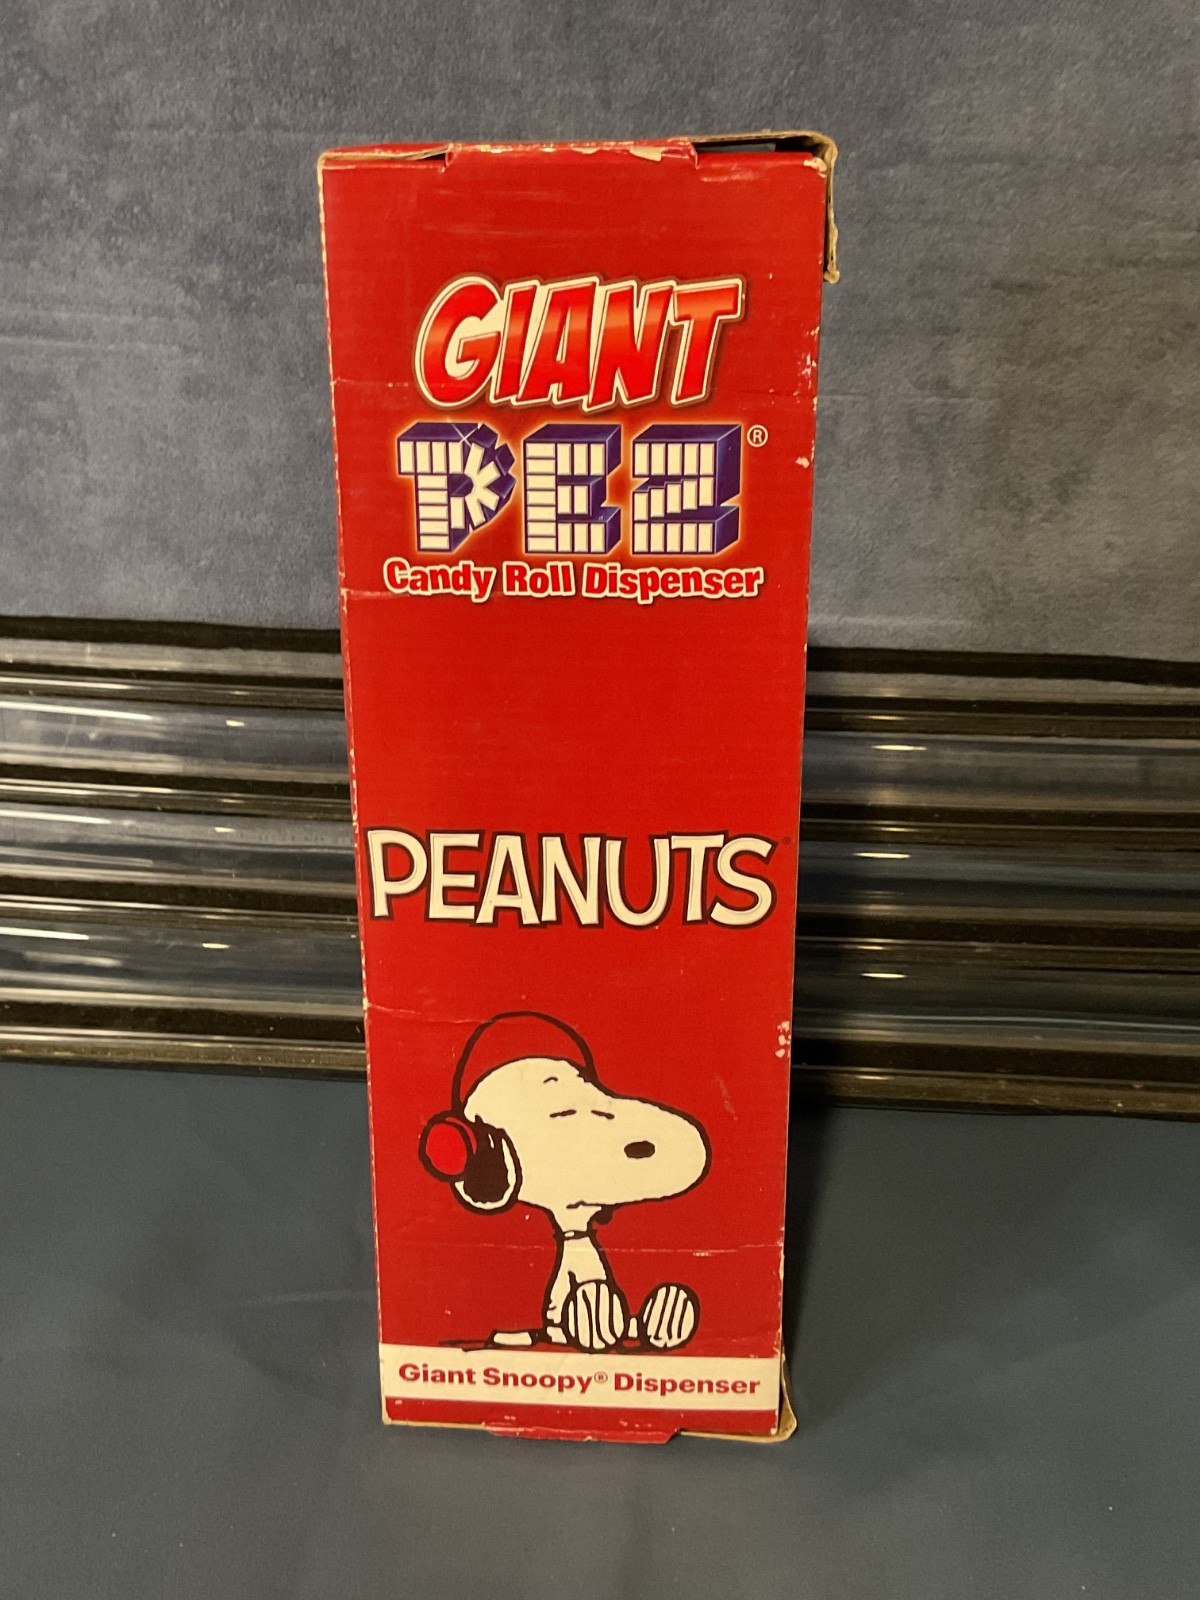 GIANT
PEZ®
Candy Roll Dispenser
PEANUTS
Giant Snoopy® Dispenser